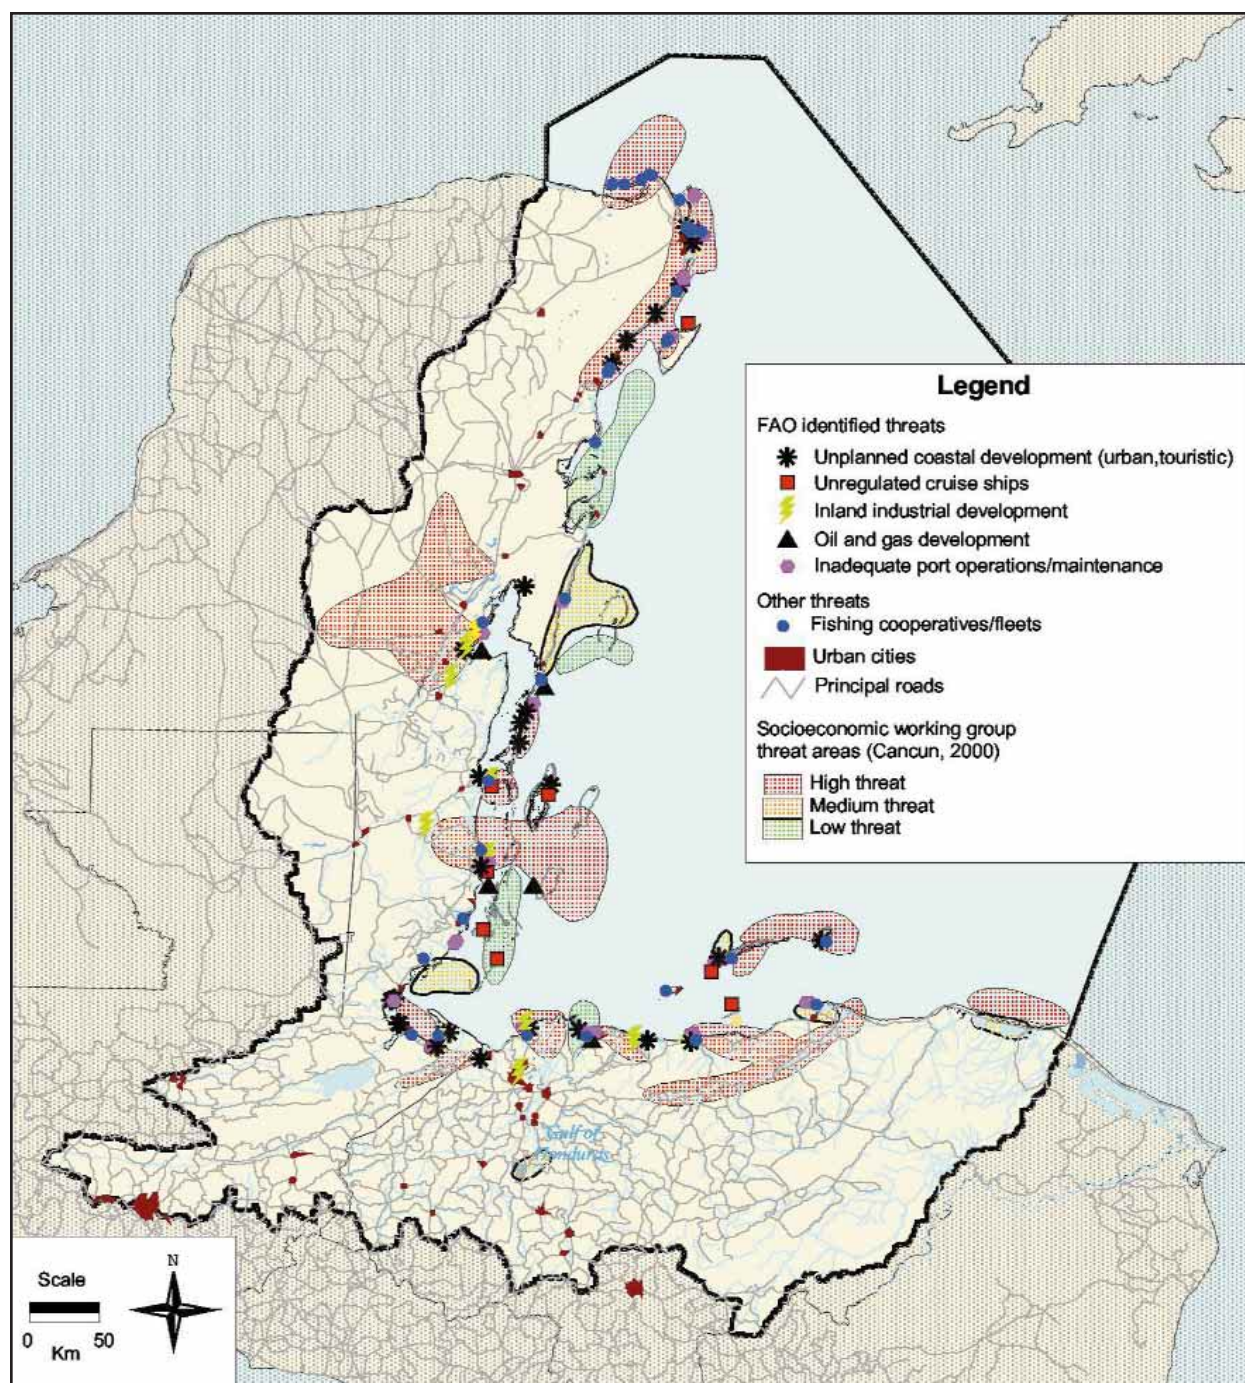 Legend
FAO identified threats
Unplanned coastal development (urban,touristic)
Unregulated cruise ships
Inland industrial development
Oil and gas development
Inadequate port operations/maintenance
Other threats
Fishing cooperatives/fleets
Urban cities
Principal roads
Socioeconomic working group
threat areas (Cancun, 2000)
High threat
Medium threat
Low threat
Gulf of
Honduras
Scale
0 50
Km
N